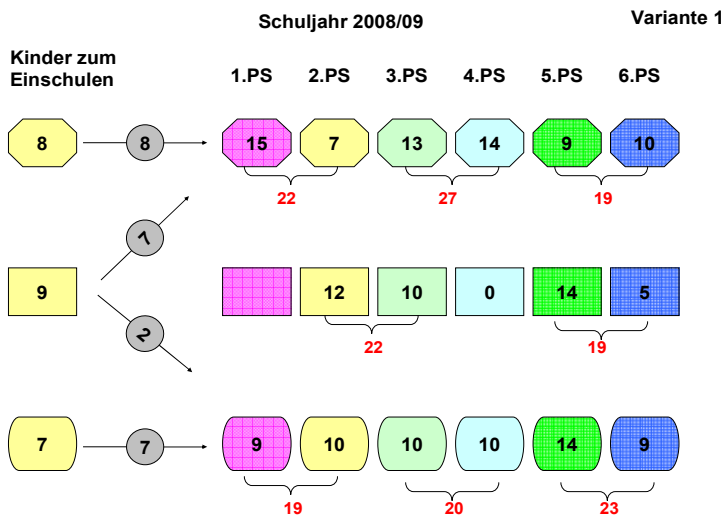 Schuljahr 2008/09
Variante 1
Kinder zum
Einschulen
1.PS 2.PS 3.PS 4.PS 5.PS 6.PS
8 8 15 7 13 14 9 10
22 27 19
7
9 12 10 0 14 5
22 19
2
7 7 9 10 10 10 14 9
19 20 23